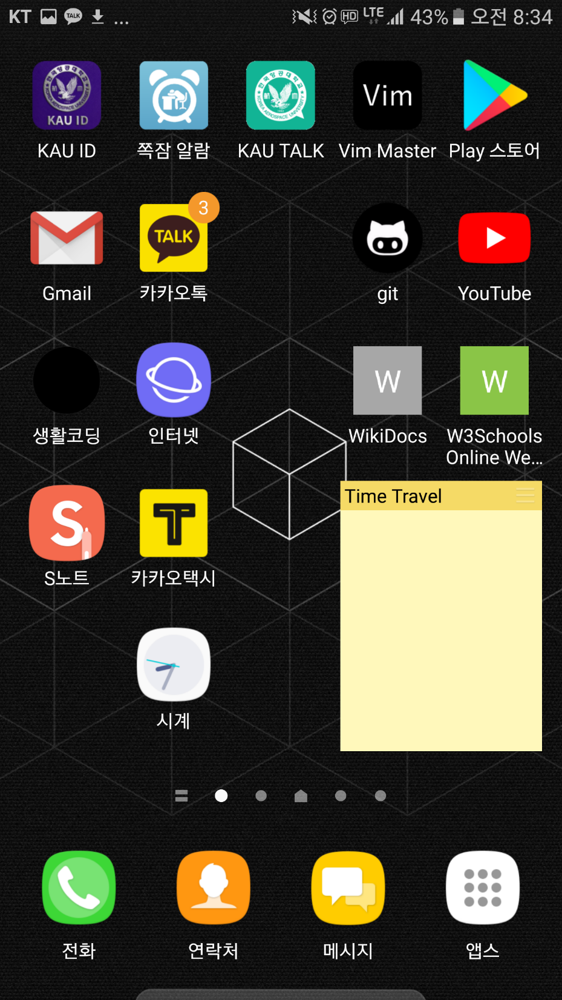 KT TALK ... HD LTE 43% 오전 8:34
KAU ID
TALK
Vim
KAU ID 쪽잠 알람 KAU TALK Vim Master Play 스토어
3
TALK
Gmail 카카오톡 git YouTube
W W
생활코딩 인터넷 WikiDocs W3Schools
Online We...
Time Travel
S T
S노트 카카오택시
시계
전화 연락처 메시지 앱스